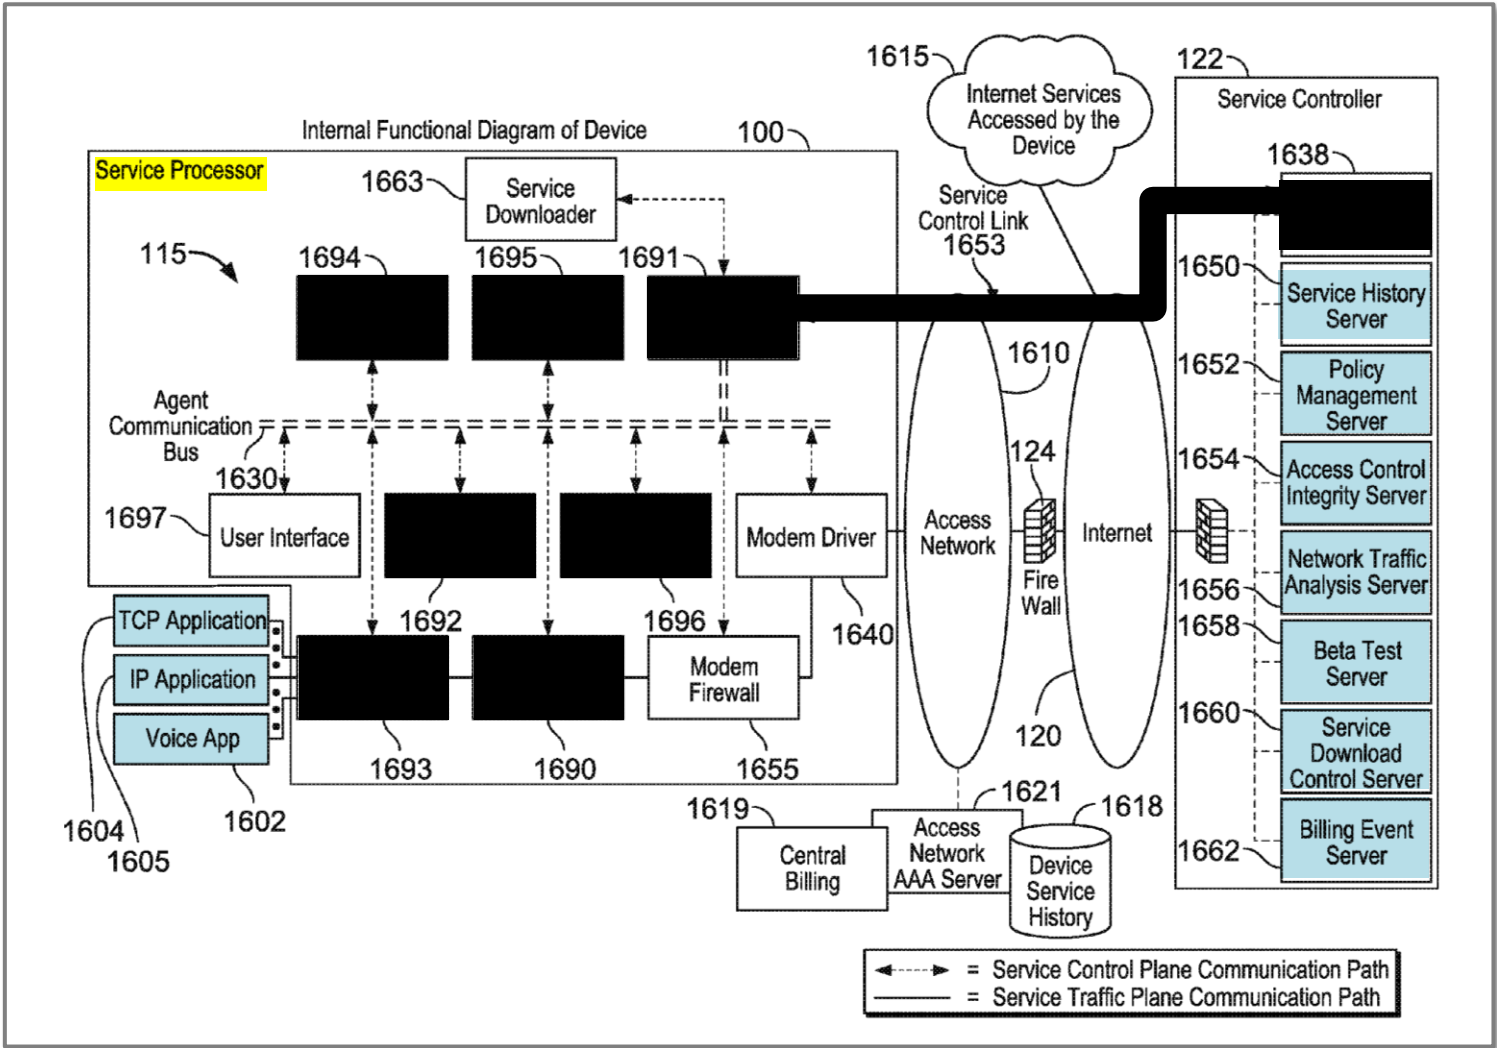 1615
Internet Services
Accessed by the
Device
122
Service Controller
Internal Functional Diagram of Device
100
Service Processor
1663
Service
Downloader
1638
Service
Control Link
1653
115
1694
1695
1691
1650
Service History
Server
1610
1652
Policy
Management
Server
Agent
Communication
Bus
1630
124
1654
Access Control
Integrity Server
1697
User Interface
Modem Driver
Access
Network
Internet
Fire
Wall
Network Traffic
Analysis Server
1656
1692
1696
1640
TCP Application
IP Application
Voice App
1604
1605
1602
Modem
Firewall
1693
1690
1655
120
1658
Beta Test
Server
1660
Service
Download
Control Server
1662
Billing Event
Server
1619
1621
1618
Central
Billing
Access
Network
AAA Server
Device
Service
History
= Service Control Plane Communication Path
= Service Traffic Plane Communication Path